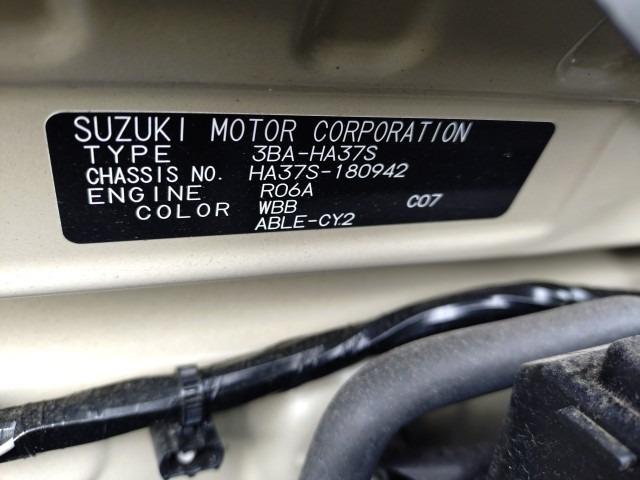 SUZUKI MOTOR CORPORATION
TYPE 3BA-HA37S
CHASSIS NO. HA37S-180942
ENGINE R06A
COLOR WBB C07
ABLE-CY2